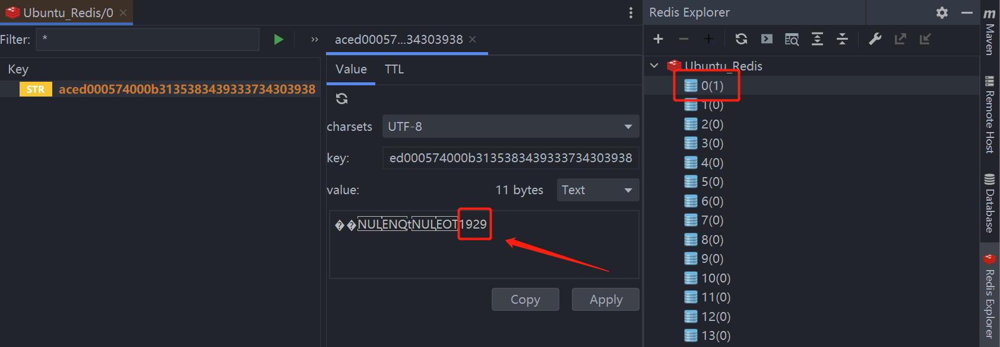 Ubuntu_Redis/0
Filter: *
Key
STR aced000574000b3135383439333734303938
aced00057...34303938
Value TTL
charsets UTF-8
key: ed000574000b3135383439333734303938
value: 11 bytes Text
��NULENQtNULEOT1929
Copy Apply
Redis Explorer
Ubuntu_Redis
0(1)
1(0)
2(0)
3(0)
4(0)
5(0)
6(0)
7(0)
8(0)
9(0)
10(0)
11(0)
12(0)
13(0)
m
Maven
Remote Host
Database
Redis Explorer